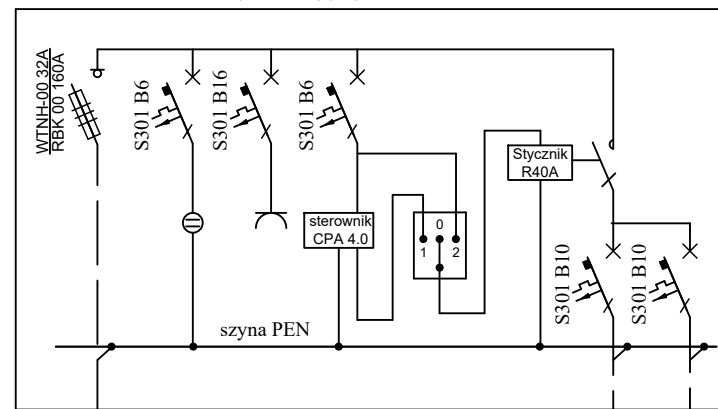 WTNH-00 32A
RBK 00 160A
S301 B6
S301 B16
S301 B6
Stycznik
R40A
sterownik
CPA 4.0
0
1 2
S301 B10
S301 B10
szyna PEN